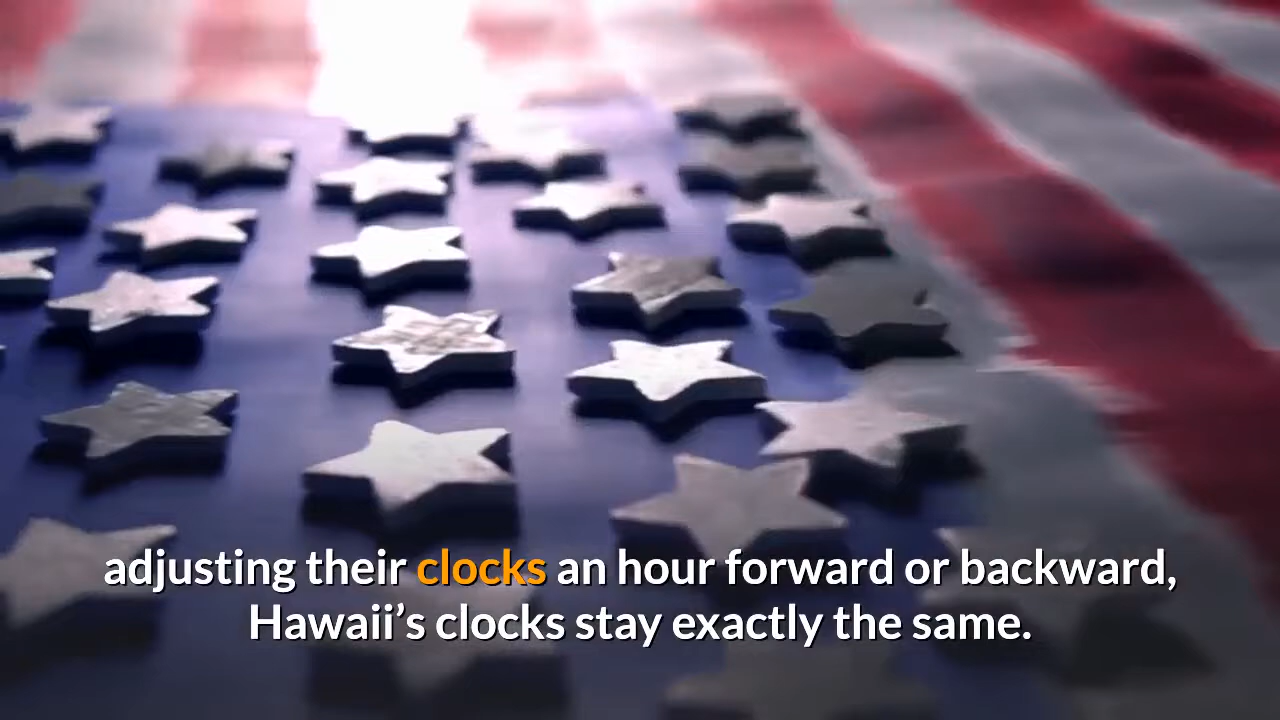 adjusting their clocks an hour forward or backward,
Hawaii’s clocks stay exactly the same.